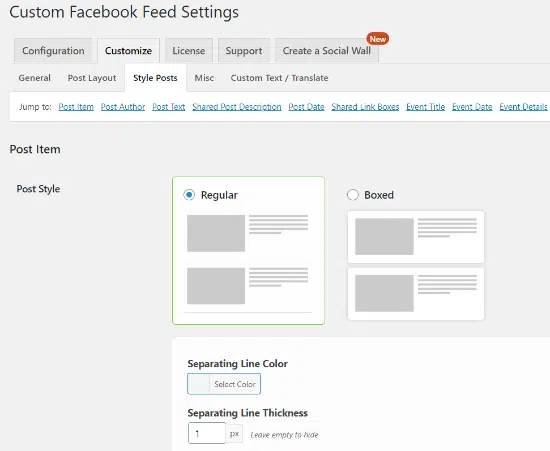 Custom Facebook Feed Settings
New
Configuration Customize License Support Create a Social Wall
General Post Layout Style Posts Misc Custom Text / Translate
Jump to: Post Item Post Author Post Text Shared Post Description Post Date Shared Link Boxes Event Title Event Date Event Details
Post Item
Post Style
Regular Boxed
Separating Line Color
Select Color
Separating Line Thickness
1 px Leave empty to hide